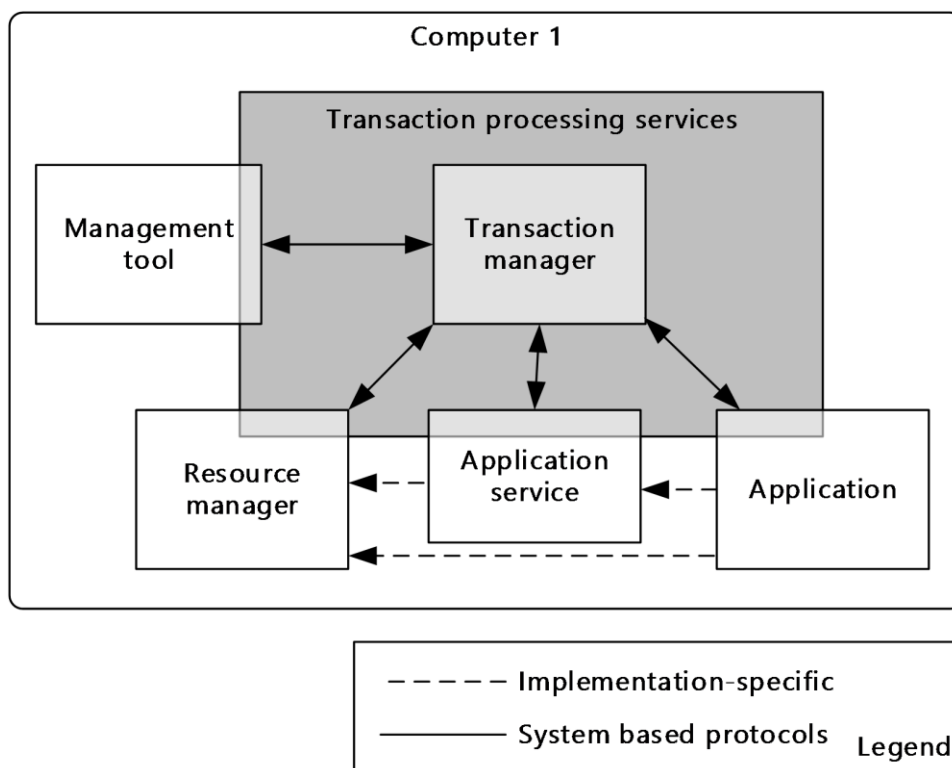 Computer 1
Transaction processing services
Management
tool
Transaction
manager
Resource
manager
Application
service
Application
Implementation-specific
System based protocols
Legend